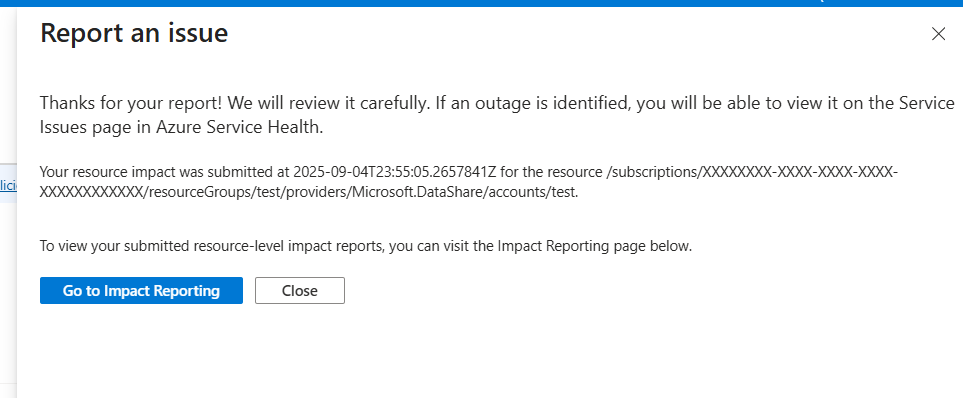 Report an issue
Thanks for your report! We will review it carefully. If an outage is identified, you will be able to view it on the Service
Issues page in Azure Service Health.
Your resource impact was submitted at 2025-09-04T23:55:05.2657841Z for the resource /subscriptions/XXXXXXXX-XXXX-XXXX-XXXX-
XXXXXXXXXXXX/resourceGroups/test/providers/Microsoft.DataShare/accounts/test.
To view your submitted resource-level impact reports, you can visit the Impact Reporting page below.
Go to Impact Reporting
Close